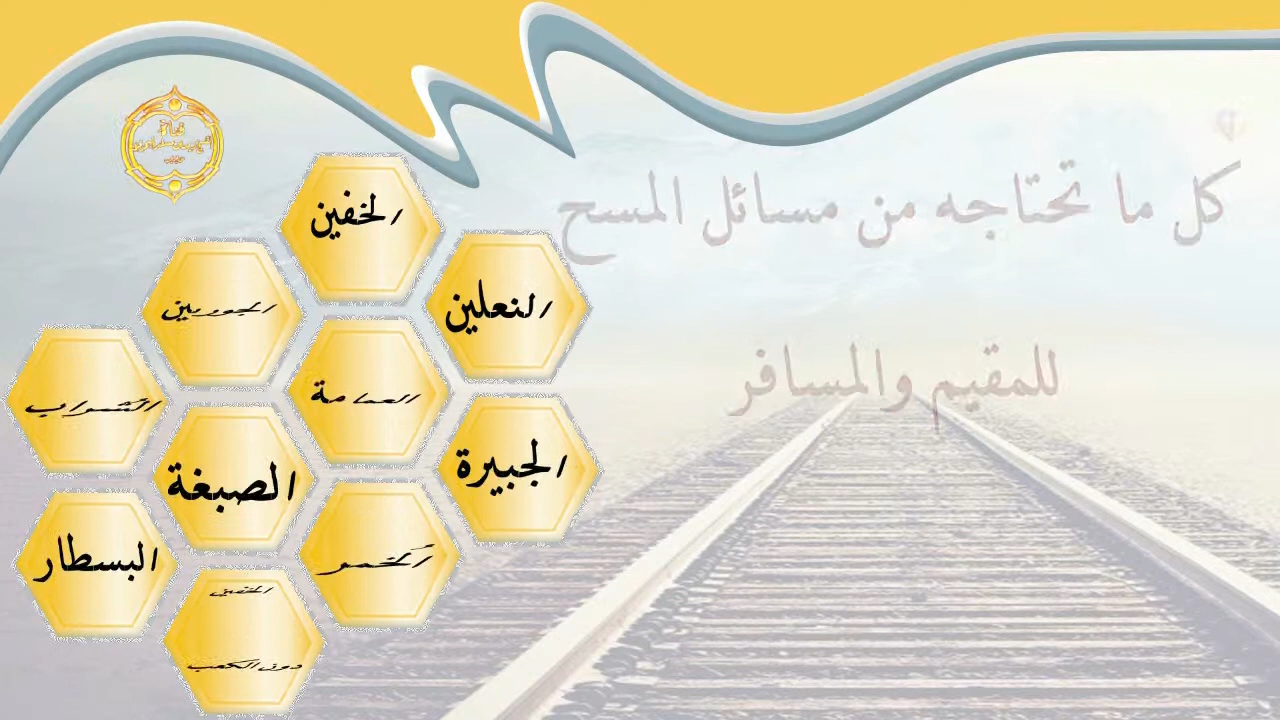 كل ما تحتاجه من مسائل المسح
للمقيم والمسافر
الخفين
النعلين
الجوربين
العمامة
الشراب
الجبيرة
الصبغة
الخمر
البسطار
الخفين
دون الكعب
قناة